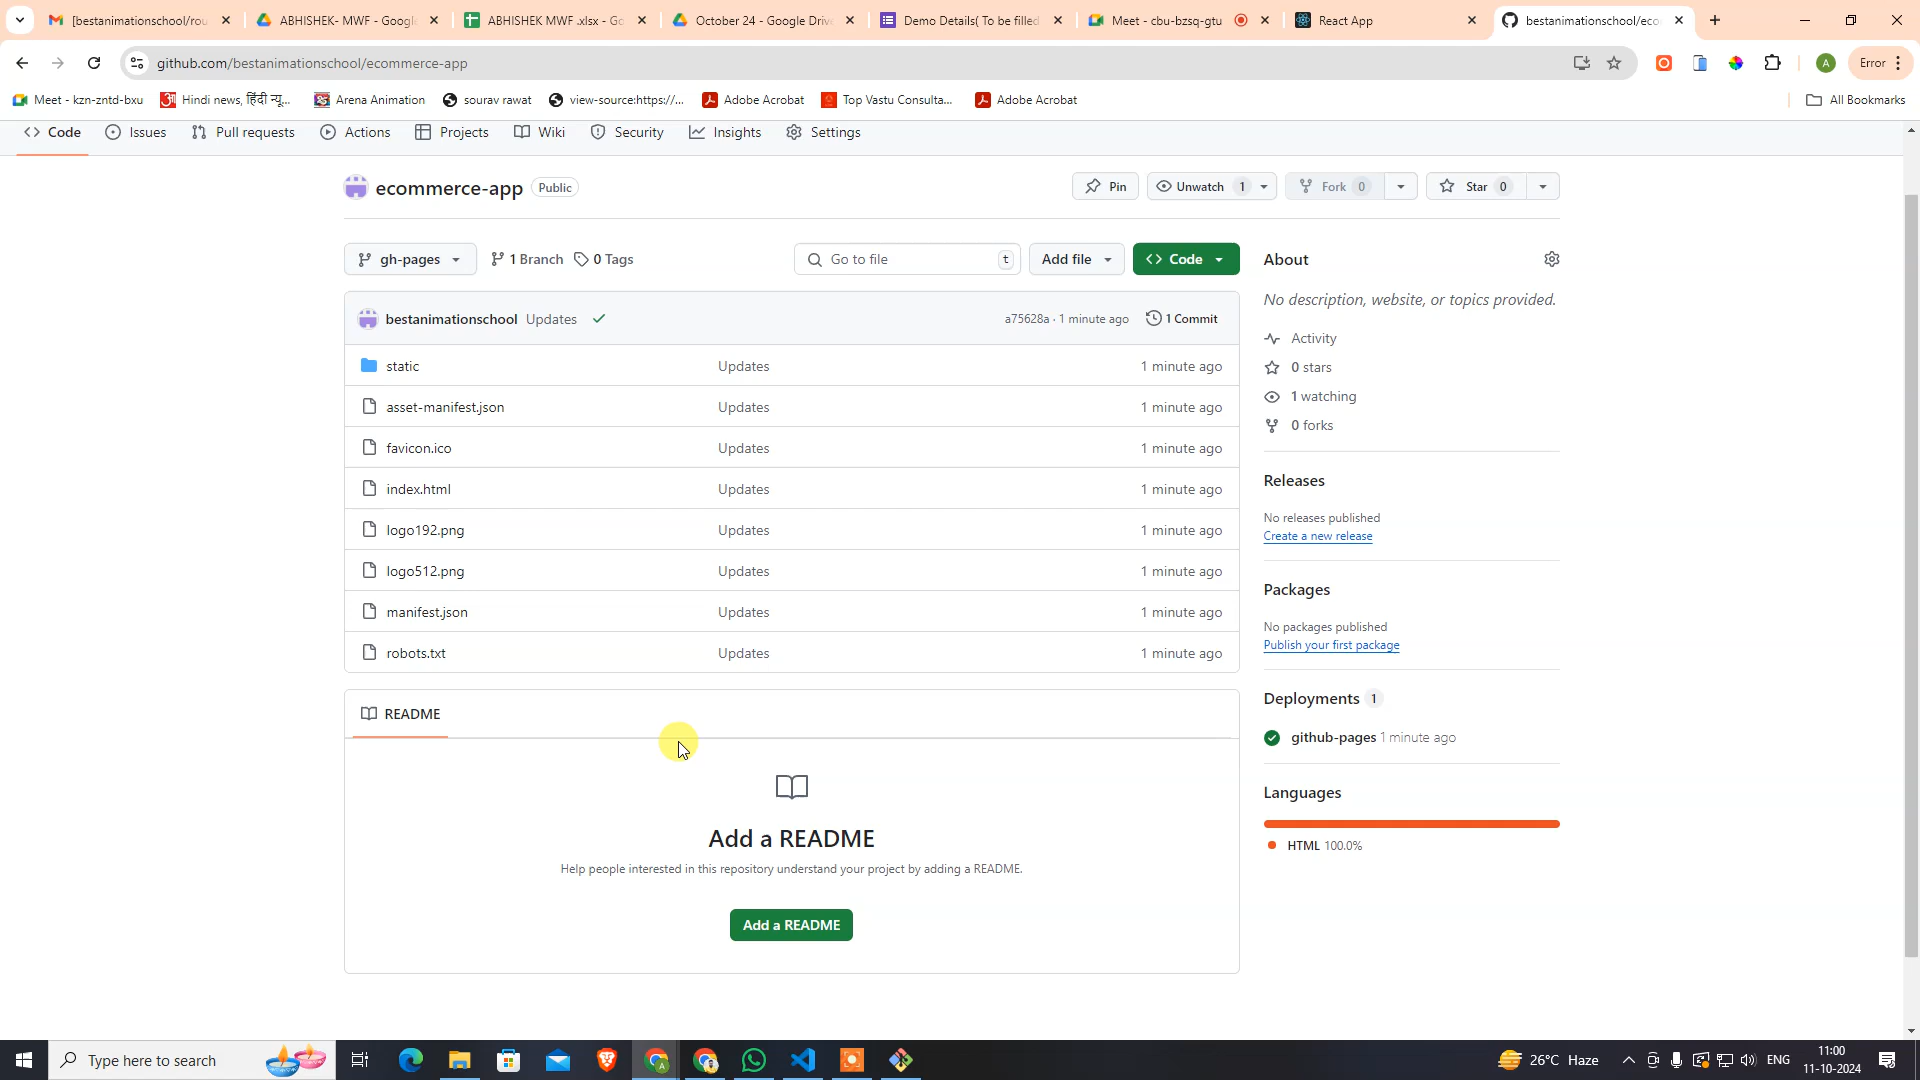 [bestanimationschool/rou
ABHISHEK- MWF - Google
ABHISHEK MWF .xlsx - Go
October 24 - Google Drive
Demo Details( To be filled
Meet - cbu-bzsq-gtu
React App
bestanimationschool/eco
github.com/bestanimationschool/ecommerce-app
Error
Meet - kzn-zntd-bxu
Hindi news, हिंदी न्यू...
Arena Animation
sourav rawat
view-source:https://...
Adobe Acrobat
Top Vastu Consulta...
Adobe Acrobat
All Bookmarks
Code
Issues
Pull requests
Actions
Projects
Wiki
Security
Insights
Settings
ecommerce-app Public
Pin
Unwatch 1
Fork 0
Star 0
gh-pages
1 Branch
0 Tags
Go to file t
Add file
Code
About
No description, website, or topics provided.
bestanimationschool Updates
a75628a · 1 minute ago
1 Commit
Activity
static Updates 1 minute ago
0 stars
asset-manifest.json Updates 1 minute ago
1 watching
0 forks
favicon.ico Updates 1 minute ago
index.html Updates 1 minute ago
Releases
No releases published
Create a new release
logo192.png Updates 1 minute ago
logo512.png Updates 1 minute ago
Packages
manifest.json Updates 1 minute ago
No packages published
Publish your first package
robots.txt Updates 1 minute ago
Deployments 1
README
github-pages 1 minute ago
Languages
HTML 100.0%
Add a README
Help people interested in this repository understand your project by adding a README.
Add a README
Type here to search
26°C Haze
ENG
11:00
11-10-2024